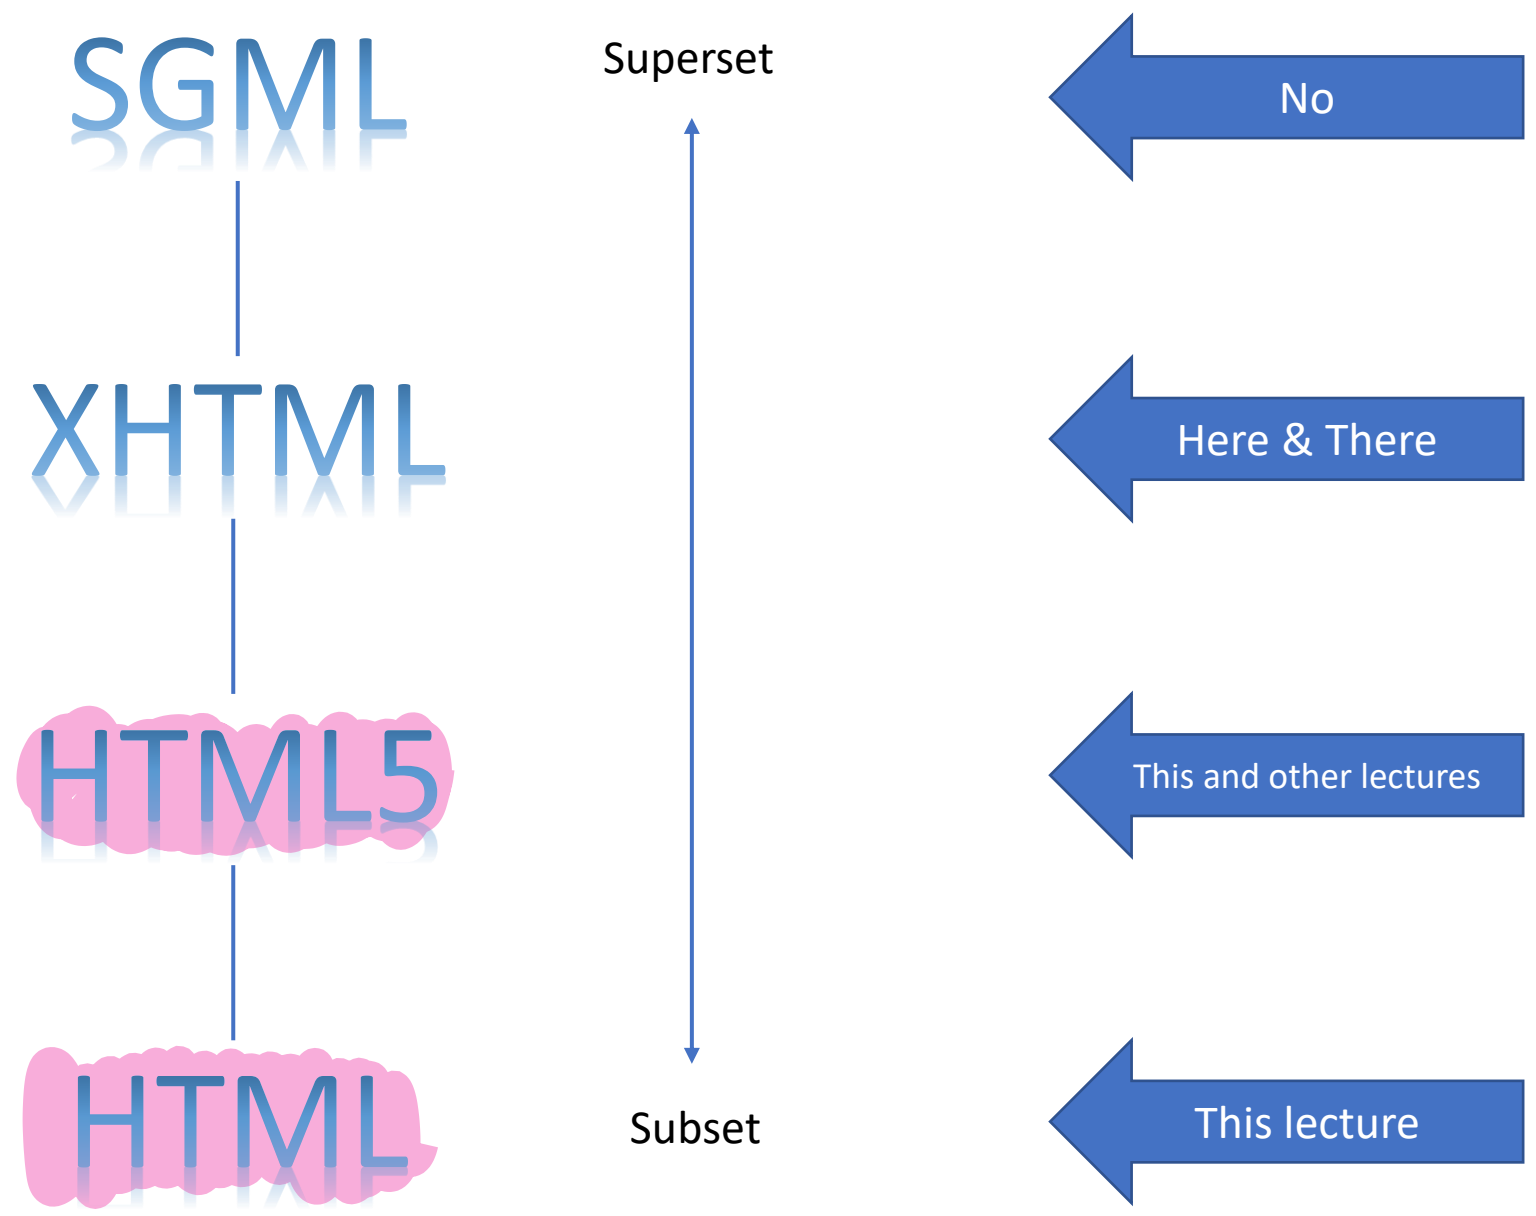 SGML
Superset
No
XHTML
Here & There
HTML5
This and other lectures
HTML
Subset
This lecture